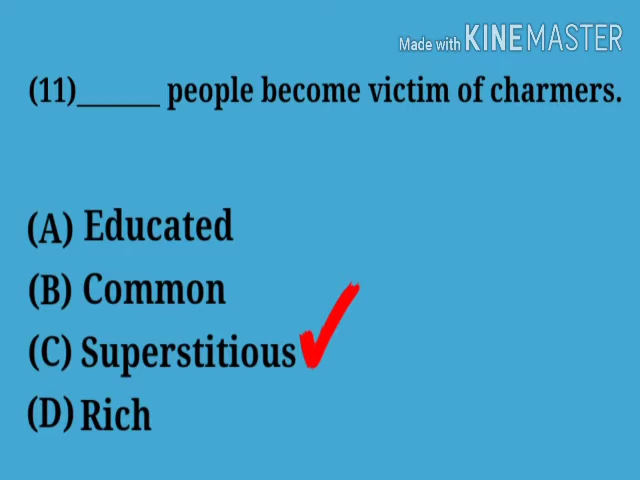 Made with KINEMASTER
(11)______ people become victim of charmers.
(A) Educated
(B) Common
(C) Superstitious
(D) Rich